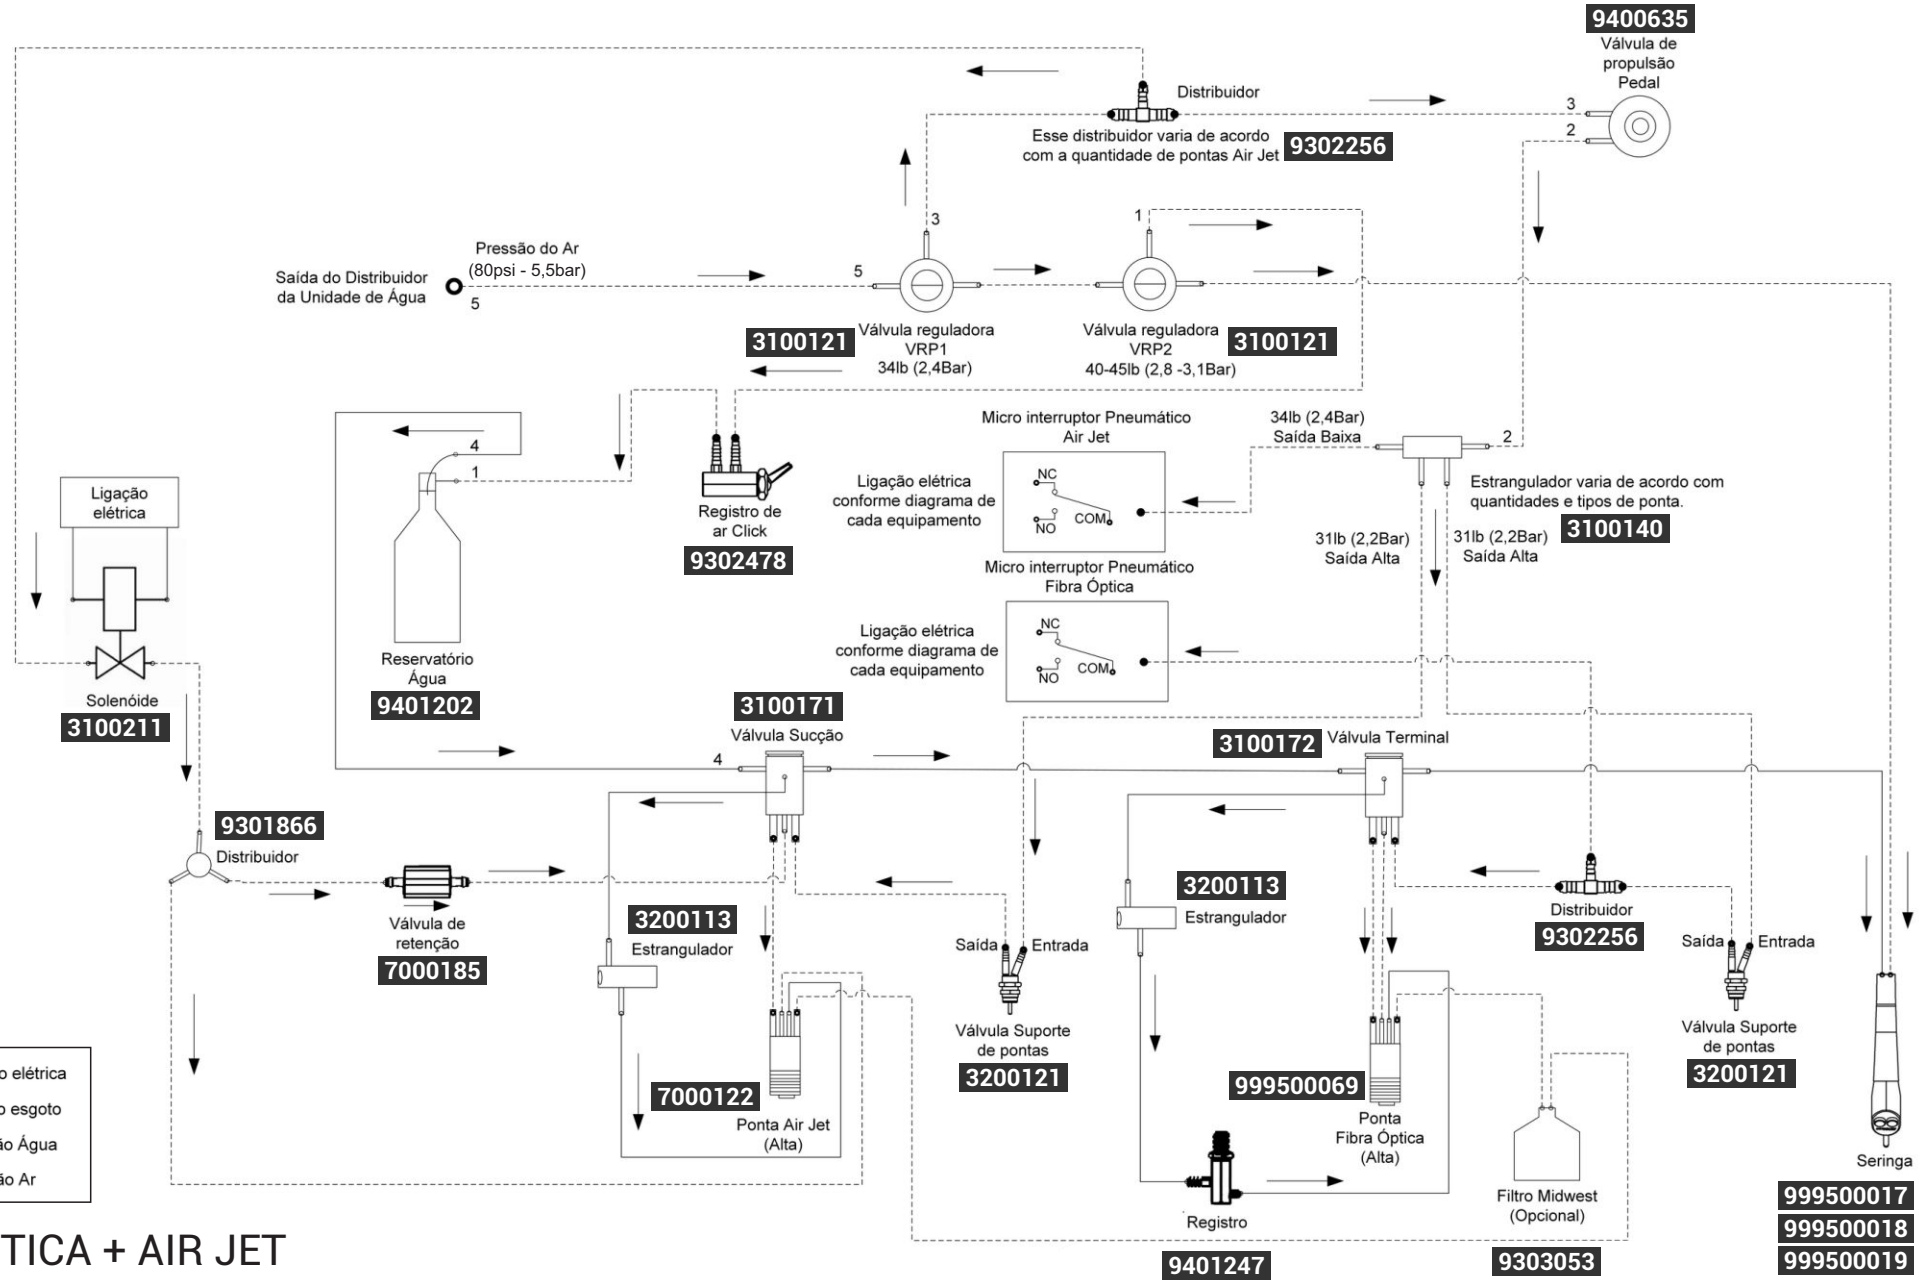 9400635
Válvula de
propulsão
Pedal
3
2
Distribuidor
Esse distribuidor varia de acordo
com a quantidade de pontas Air Jet
9302256
3
1
Pressão do Ar
(80psi - 5,5bar)
Saída do Distribuidor
da Unidade de Água
5
5
3100121
Válvula reguladora
VRP1
34lb (2,4Bar)
Válvula reguladora
VRP2
40-45lb (2,8 -3,1Bar)
3100121
4
1
Ligação
elétrica
Registro de
ar Click
9302478
Micro interruptor Pneumático
Air Jet
Ligação elétrica
conforme diagrama de
cada equipamento
NC
NO
COM
34lb (2,4Bar)
Saída Baixa
2
Estrangulador varia de acordo com
quantidades e tipos de ponta.
3100140
31lb (2,2Bar)
Saída Alta
31lb (2,2Bar)
Saída Alta
Micro interruptor Pneumático
Fibra Óptica
Ligação elétrica
conforme diagrama de
cada equipamento
NC
NO
COM
Reservatório
Água
9401202
Solenóide
3100211
3100171
Válvula Sucção
4
3100172
Válvula Terminal
9301866
Distribuidor
Válvula de
retenção
7000185
3200113
Estrangulador
3200113
Estrangulador
Distribuidor
9302256
Saída
Entrada
Válvula Suporte
de pontas
3200121
Saída
Entrada
Válvula Suporte
de pontas
3200121
7000122
Ponta Air Jet
(Alta)
999500069
Ponta
Fibra Óptica
(Alta)
Registro
9401247
Filtro Midwest
(Opcional)
9303053
Seringa
999500017
999500018
999500019
o elétrica
o esgoto
ão Água
ão Ar
TICA + AIR JET